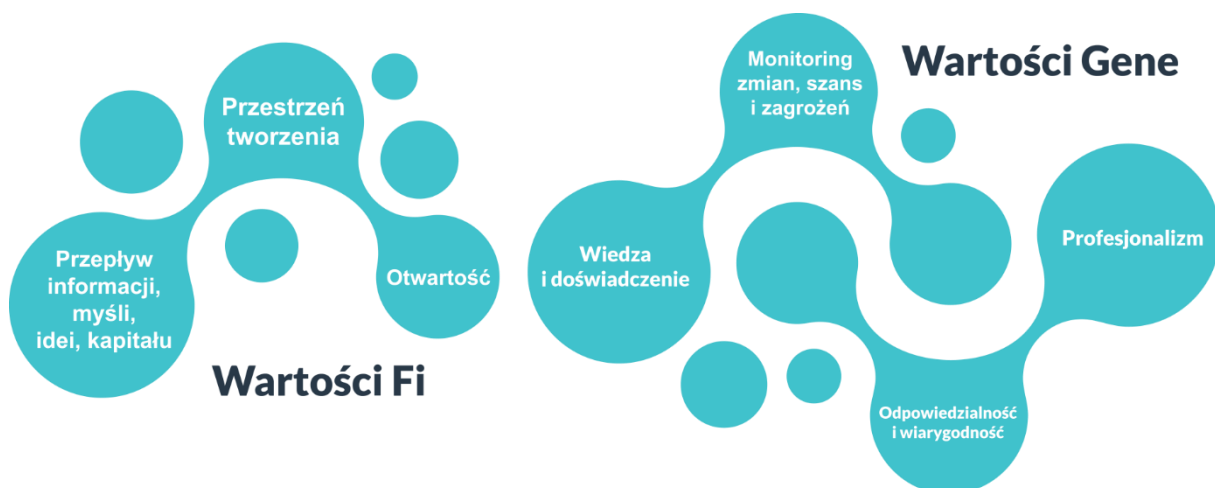 Przestrzeń
tworzenia
Przepływ
informacji,
myśli,
idei, kapitału
Otwartość
Wartości Fi
Monitoring
zmian, szans
i zagrożeń
Wartości Gene
Wiedza
i doświadczenie
Profesjonalizm
Odpowiedzialność
i wiarygodność